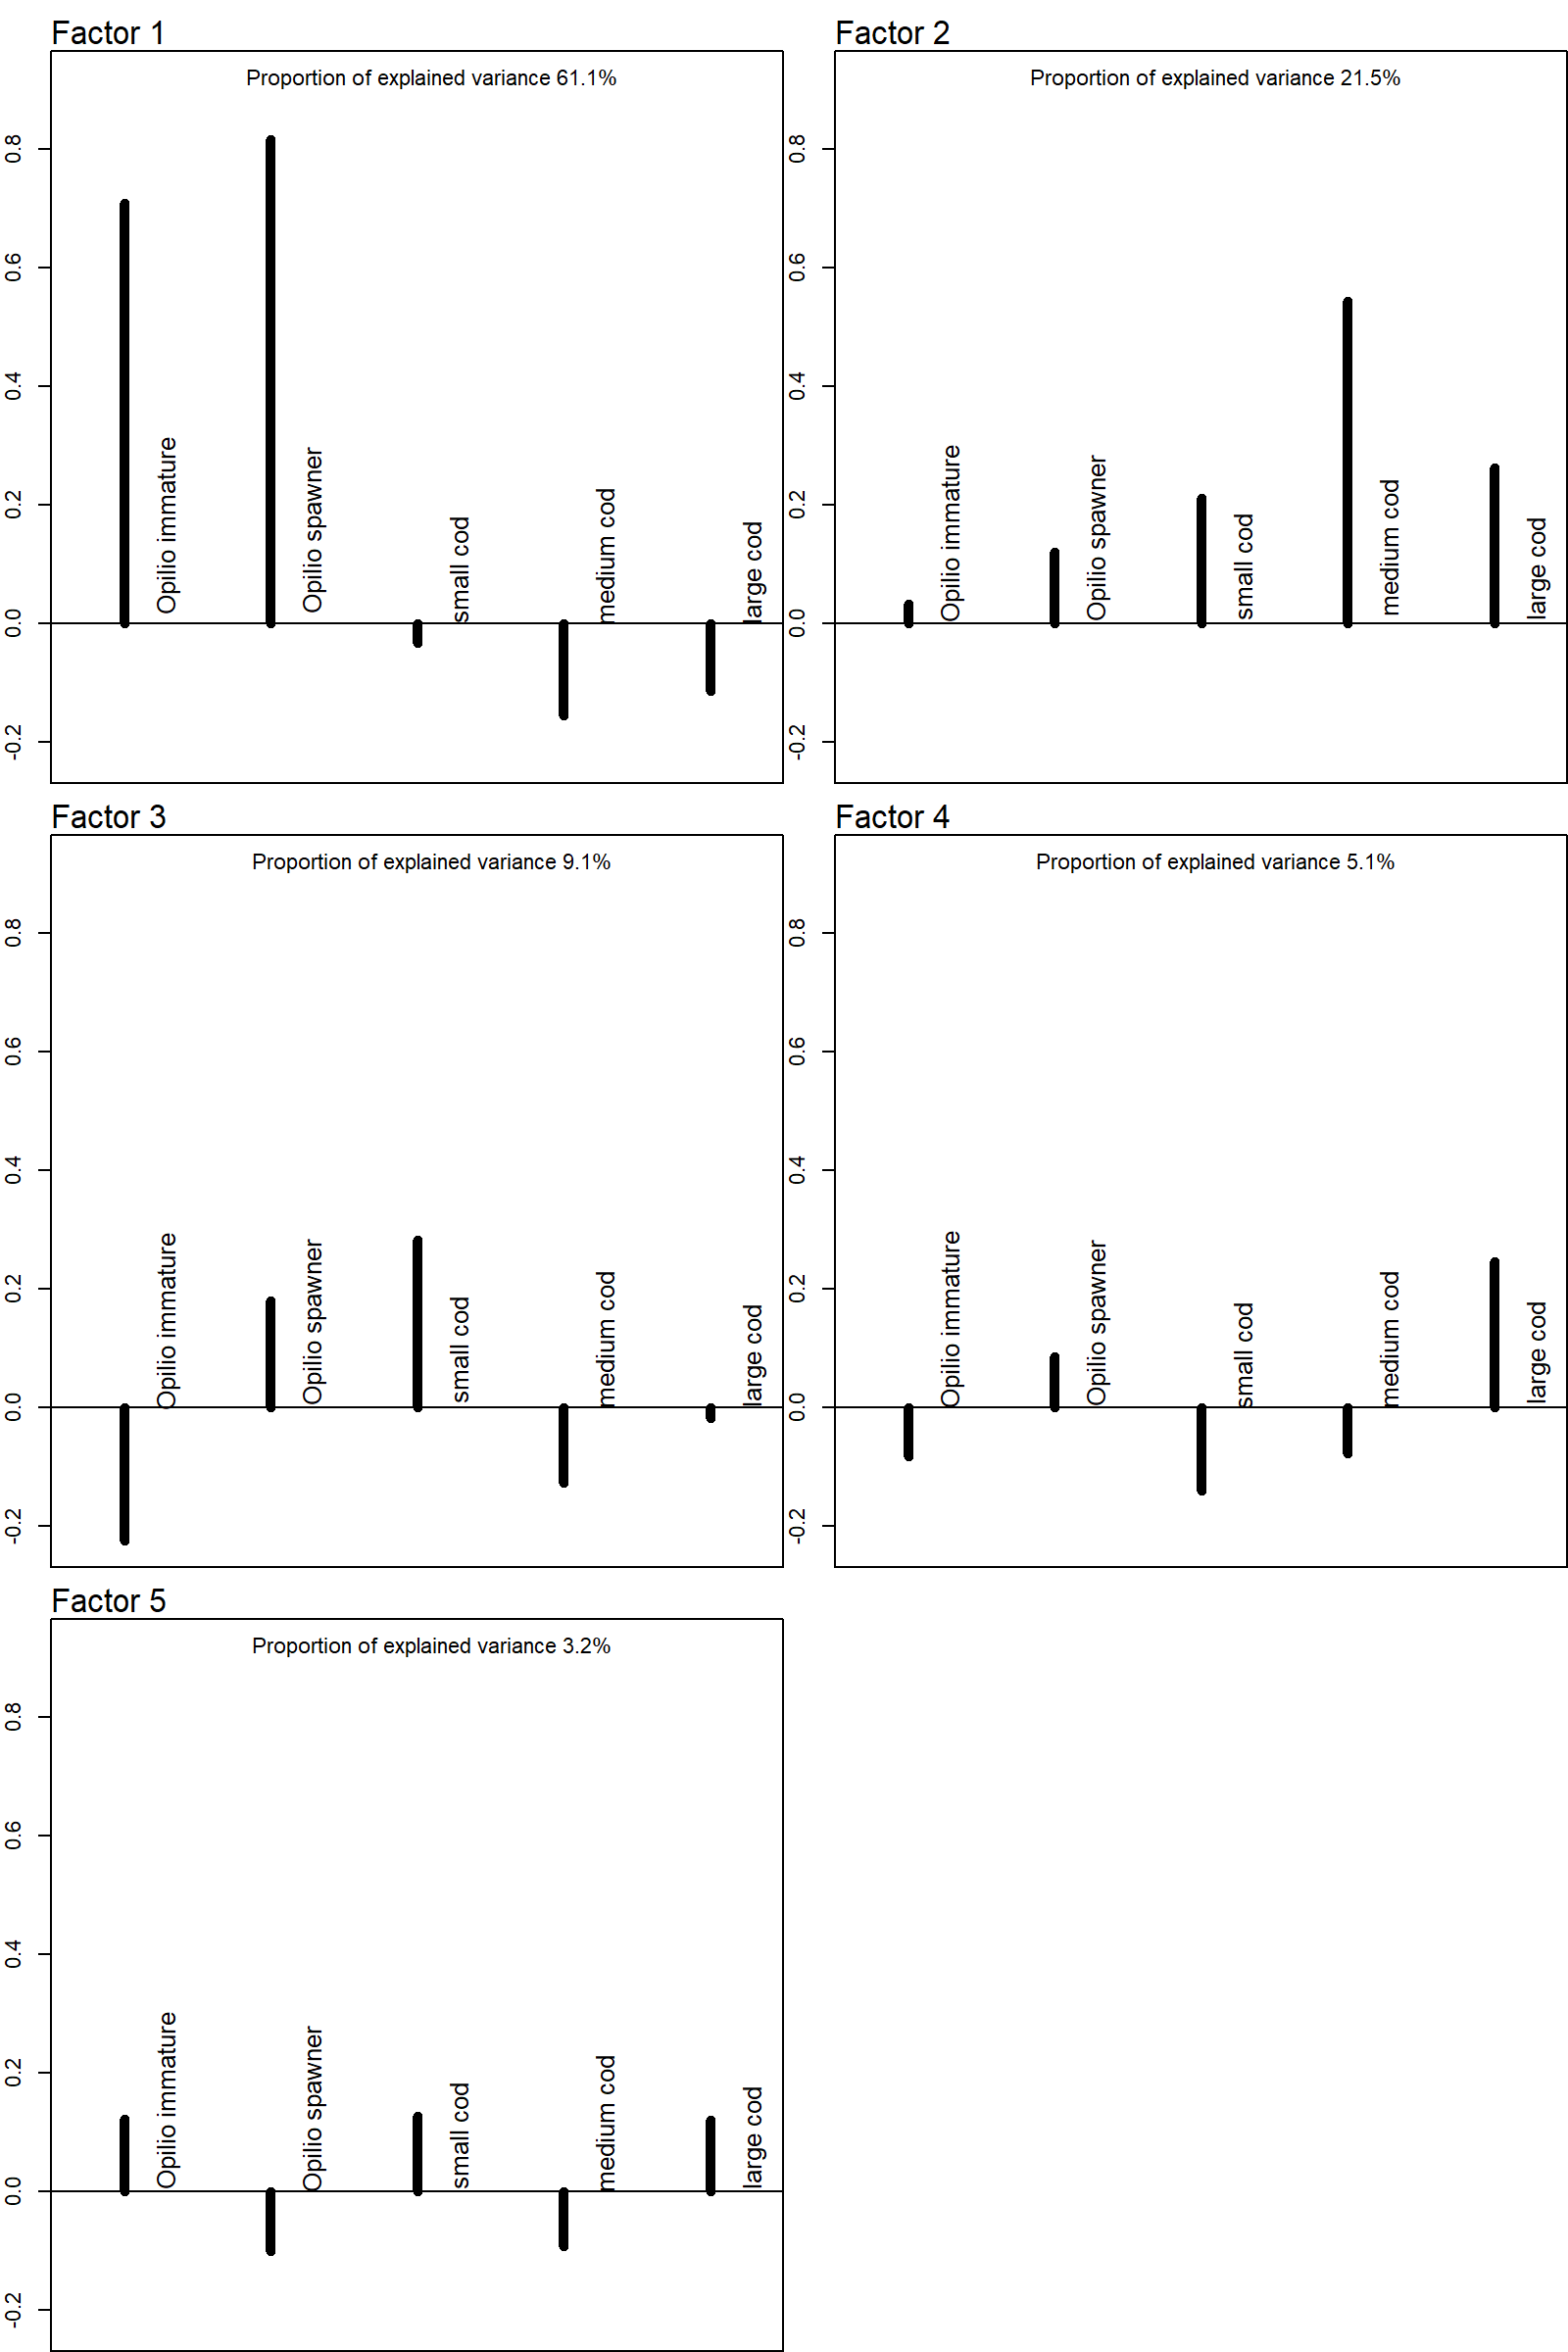 Factor 1
Proportion of explained variance 61.1%
0.8
0.6
0.4
0.2
0.0
-0.2
Opilio immature
Opilio spawner
small cod
medium cod
large cod
Factor 2
Proportion of explained variance 21.5%
0.8
0.6
0.4
0.2
0.0
-0.2
Opilio immature
Opilio spawner
small cod
medium cod
large cod
Factor 3
Proportion of explained variance 9.1%
0.8
0.6
0.4
0.2
0.0
-0.2
Opilio immature
Opilio spawner
small cod
medium cod
large cod
Factor 4
Proportion of explained variance 5.1%
0.8
0.6
0.4
0.2
0.0
-0.2
Opilio immature
Opilio spawner
small cod
medium cod
large cod
Factor 5
Proportion of explained variance 3.2%
0.8
0.6
0.4
0.2
0.0
-0.2
Opilio immature
Opilio spawner
small cod
medium cod
large cod